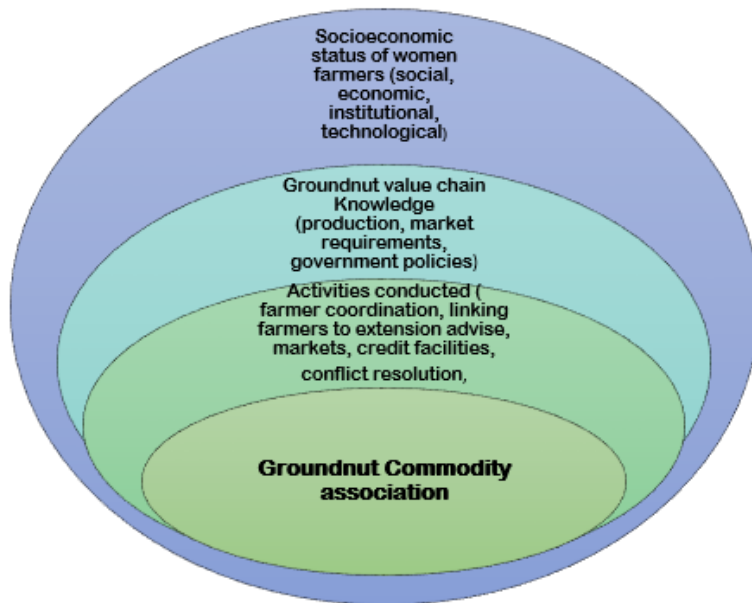 Socioeconomic
status of women
farmers (social,
economic,
institutional,
technological)
Groundnut value chain
Knowledge
(production, market
requirements,
government policies)
Activities conducted (
farmer coordination, linking
farmers to extension advise,
markets, credit facilities,
conflict resolution,
Groundnut Commodity
association